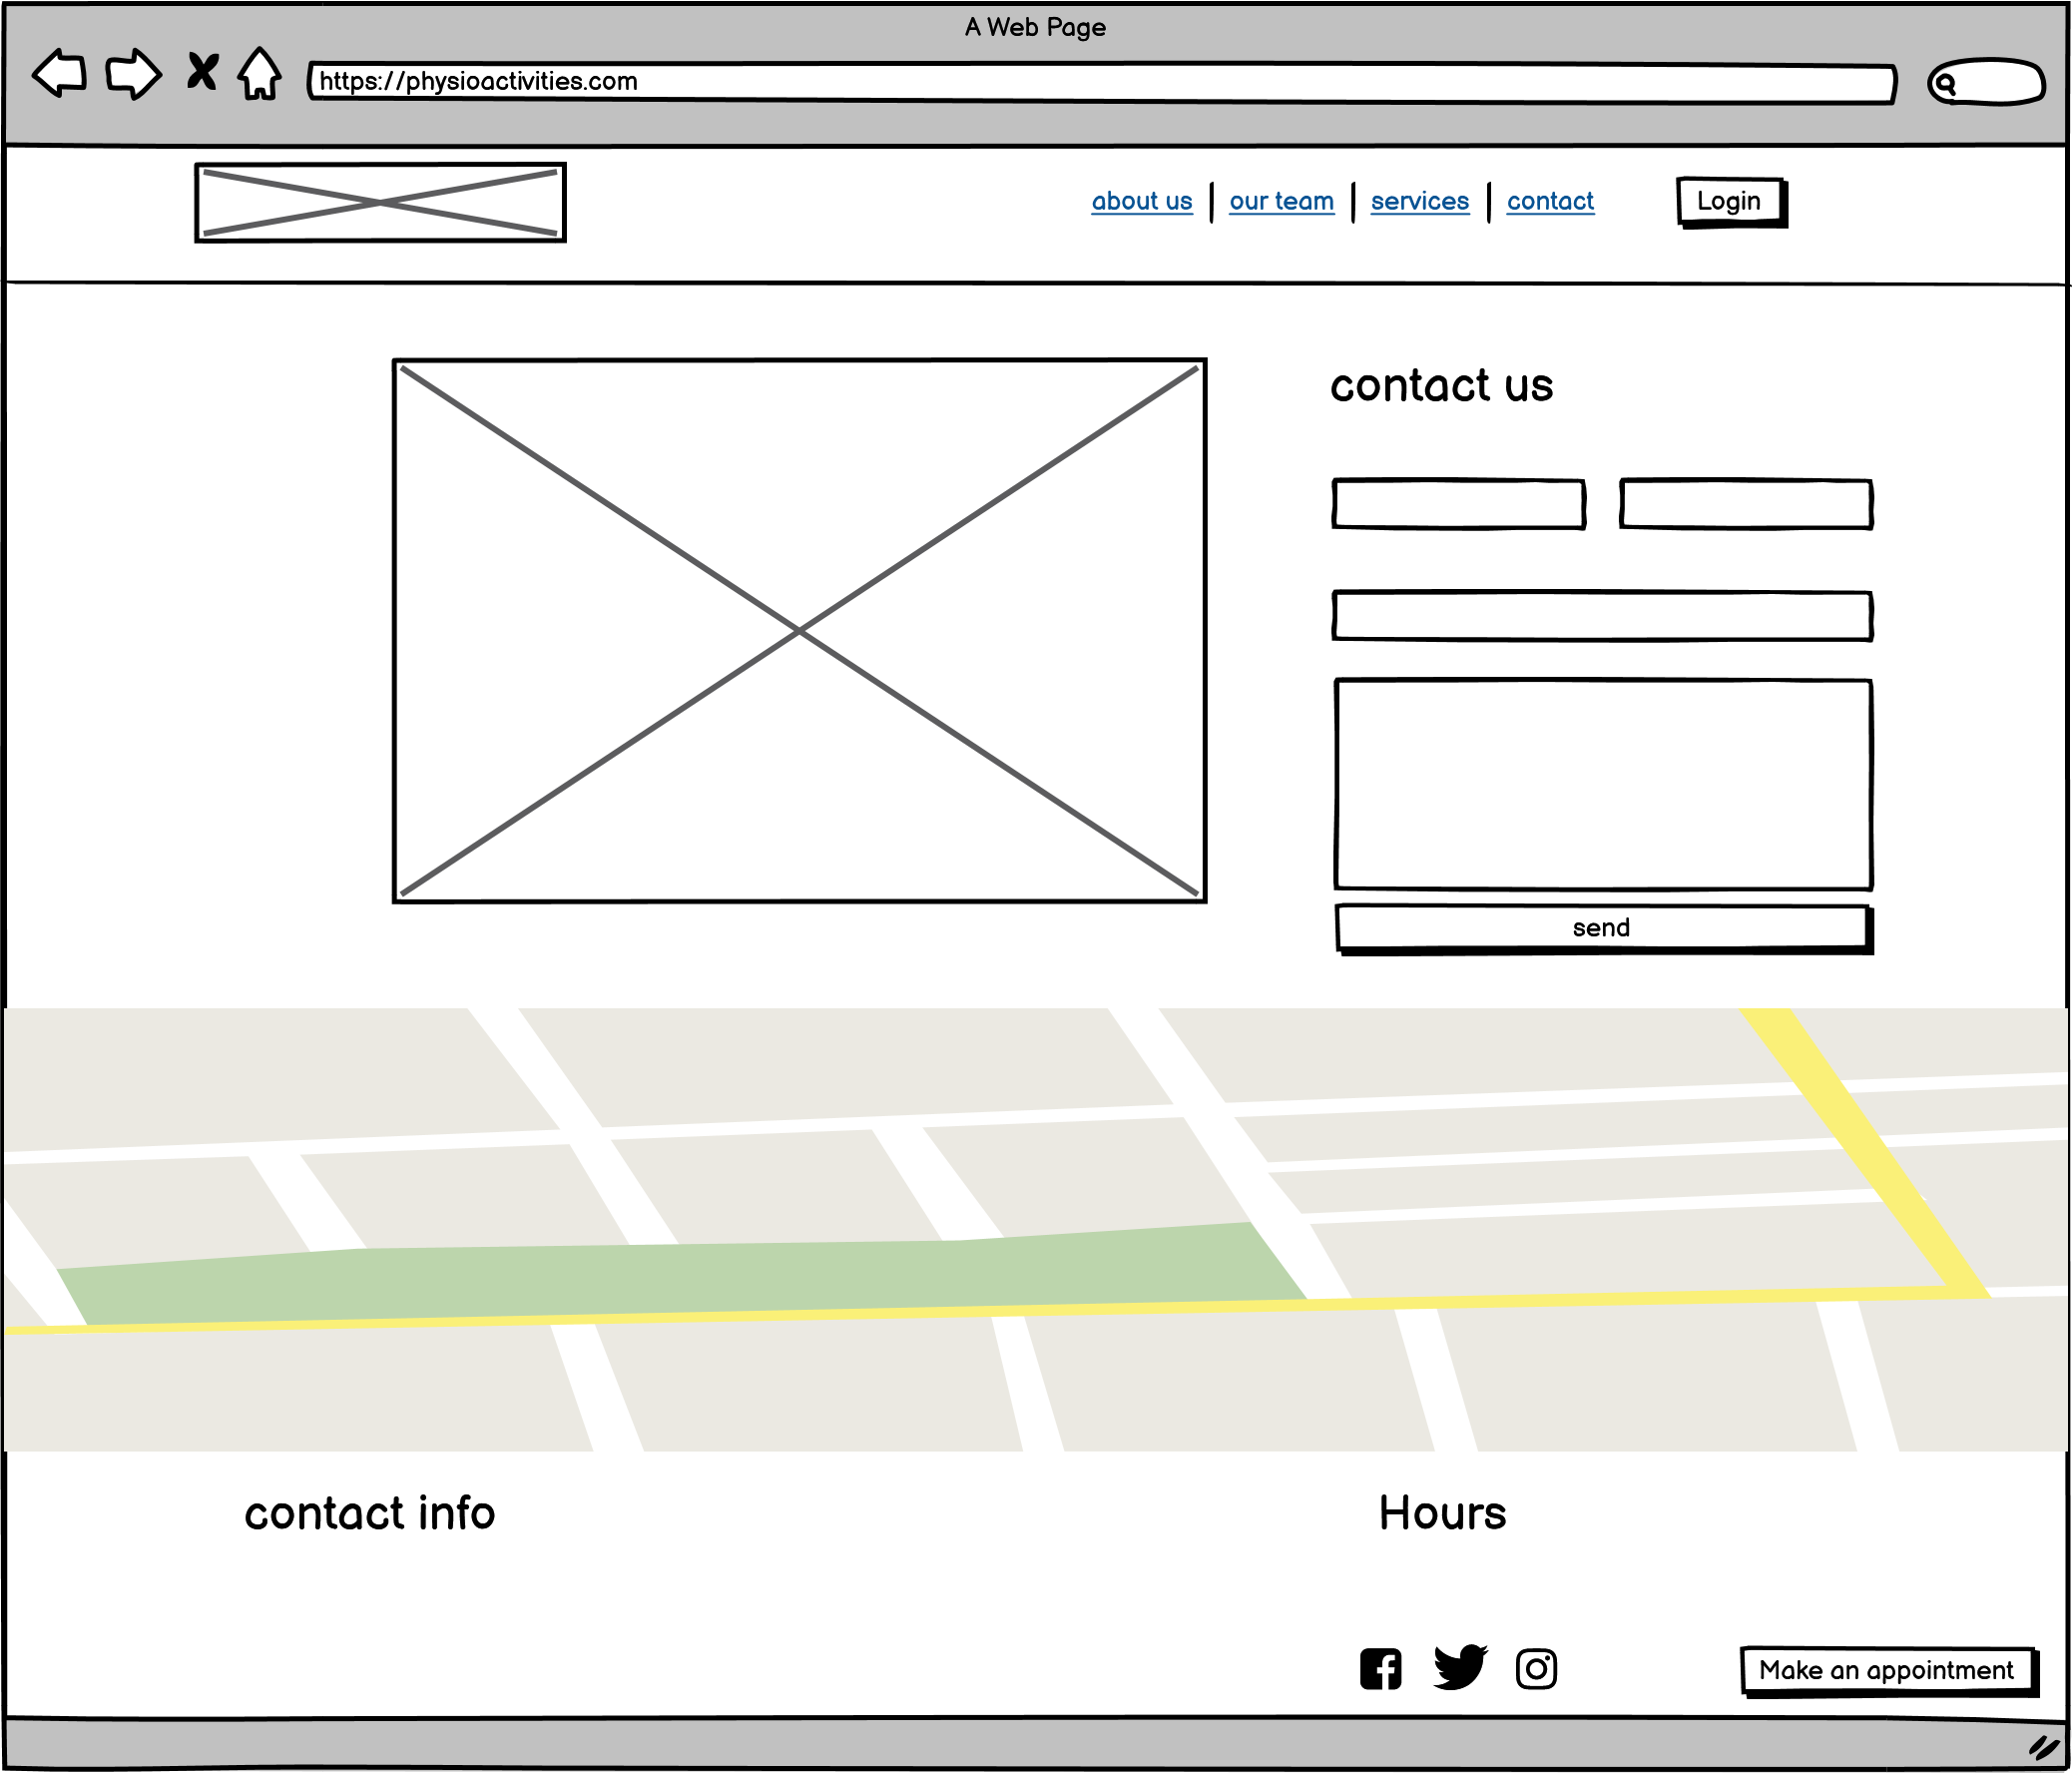 A Web Page
https://physioactivities.com
about us | our team | services | contact
Login
contact us
send
contact info
Hours
Make an appointment